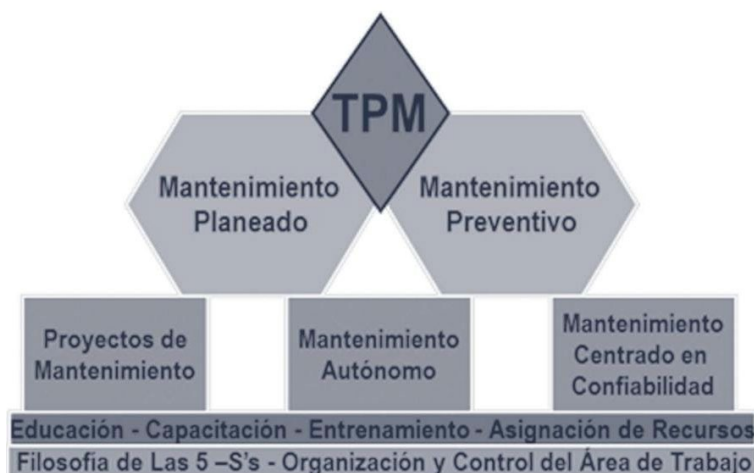 TPM
Mantenimiento
Planeado
Mantenimiento
Preventivo
Proyectos de
Mantenimiento
Mantenimiento
Autónomo
Mantenimiento
Centrado en
Confiabilidad
Educación - Capacitación - Entrenamiento - Asignación de Recursos
Filosofía de Las 5 –S's - Organización y Control del Área de Trabajo